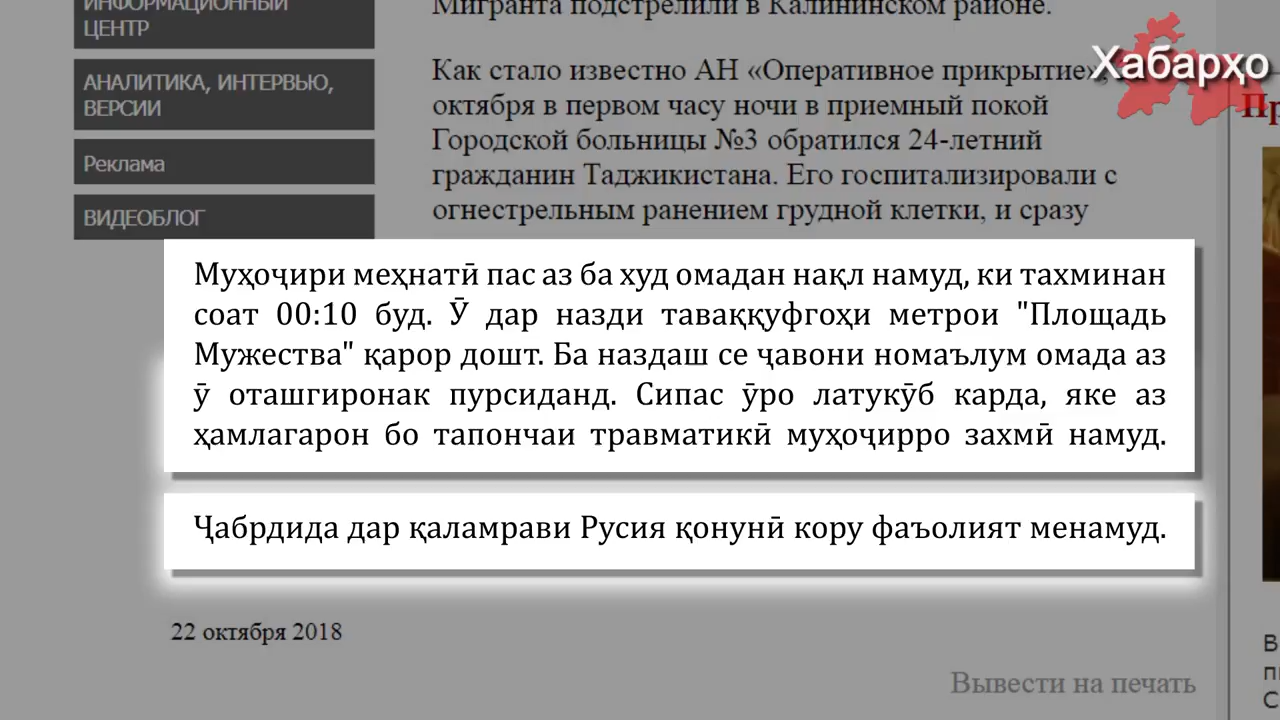 ИНФОРМАЦИОННЫЙ
ЦЕНТР
АНАЛИТИКА, ИНТЕРВЬЮ,
ВЕРСИИ
Реклама
ВИДЕОБЛОГ
Мигранта подстрелили в Калининском районе.
Как стало известно АН «Оперативное прикрытие»,
октября в первом часу ночи в приемный покой
Городской больницы №3 обратился 24-летний
гражданин Таджикистана. Его госпитализировали с
огнестрельным ранением грудной клетки, и сразу
Хабарҳо
Муҳоҷири меҳнатӣ пас аз ба худ омадан нақл намуд, ки тахминан
соат 00:10 буд. Ӯ дар назди таваққуфгоҳи метрои "Площадь
Мужества" қарор дошт. Ба наздаш се ҷавони номаълум омада аз
ӯ оташгиронак пурсиданд. Сипас ӯро латукӯб карда, яке аз
ҳамлагарон бо тапончаи травматикӣ муҳоҷирро захмӣ намуд.
Ҷабрдида дар қаламрави Русия қонунӣ кору фаъолият менамуд.
22 октября 2018
Вывести на печать